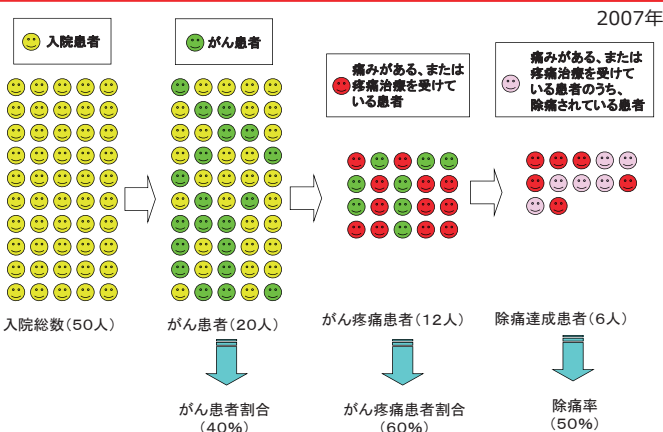 2007年
入院患者
がん患者
痛みがある、または
疼痛治療を受けて
いる患者
痛みがある、または
疼痛治療を受けて
いる患者のうち、
除痛されている患者
入院総数(50人)
がん患者(20人)
がん疼痛患者(12人)
除痛達成患者(6人)
がん患者割合
(40%)
がん疼痛患者割合
(60%)
除痛率
(50%)